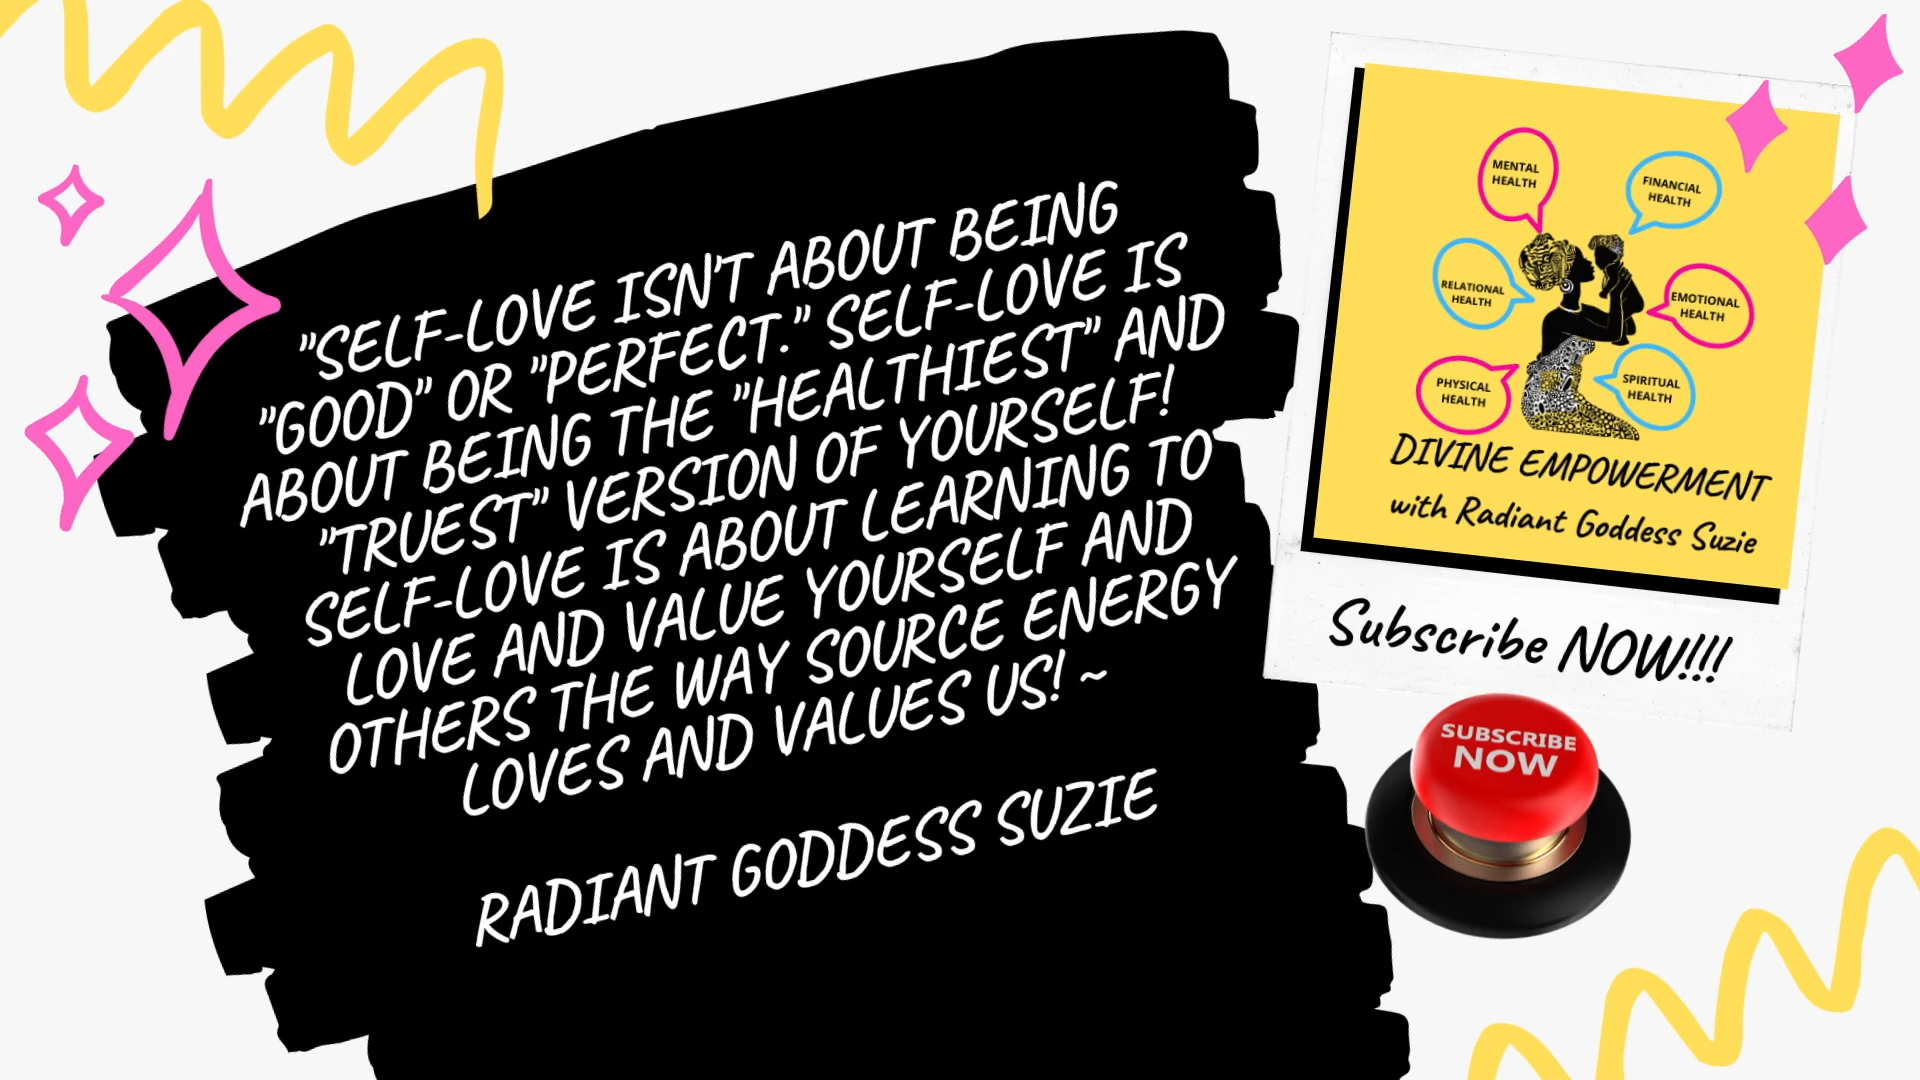 "SELF-LOVE ISN'T ABOUT BEING
"GOOD" OR "PERFECT." SELF-LOVE IS
ABOUT BEING THE "HEALTHIEST" AND
"TRUEST" VERSION OF YOURSELF!
SELF-LOVE IS ABOUT LEARNING TO
LOVE AND VALUE YOURSELF AND
OTHERS THE WAY SOURCE ENERGY
LOVES AND VALUES US! ~
RADIANT GODDESS SUZIE
MENTAL
HEALTH
FINANCIAL
HEALTH
RELATIONAL
HEALTH
EMOTIONAL
HEALTH
PHYSICAL
HEALTH
SPIRITUAL
HEALTH
DIVINE EMPOWERMENT
with Radiant Goddess Suzie
Subscribe NOW!!!
SUBSCRIBE
NOW